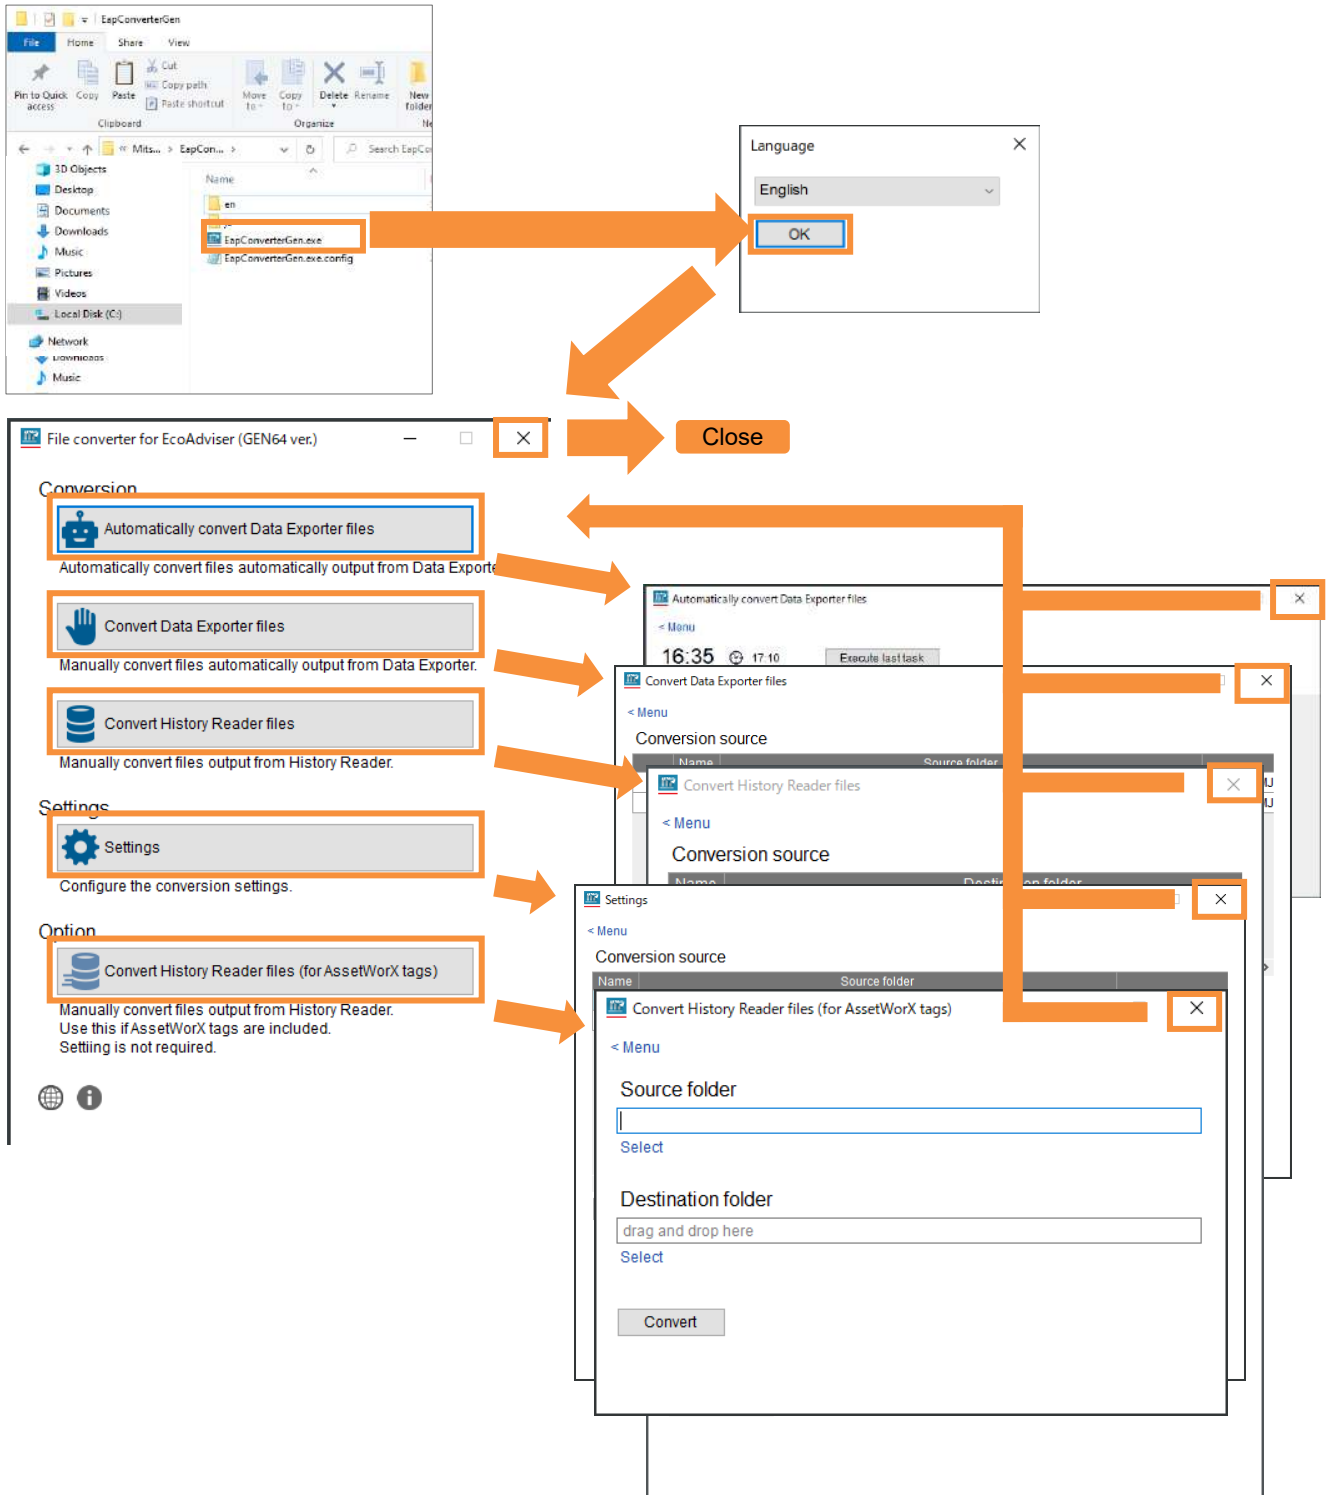 EapConverterGen
File Home Share View
Pin to Quick access
Copy
Paste
Cut
Copy path
Paste shortcut
Move to
Copy to
Delete
Rename
New folder
Clipboard
Organize
Mits... > EapCon... >
Search EapCo
3D Objects
Desktop
Documents
Downloads
Music
Pictures
Videos
Local Disk (C:)
Network
Downloads
Music
Name
en
EapConverterGen.exe
EapConverterGen.exe.config
Language
English
OK
File converter for EcoAdviser (GEN64 ver.)
Close
Conversion
Automatically convert Data Exporter files
Automatically convert files automatically output from Data Exporte
Convert Data Exporter files
Manually convert files automatically output from Data Exporter.
Convert History Reader files
Manually convert files output from History Reader.
Settings
Settings
Configure the conversion settings.
Option
Convert History Reader files (for AssetWorX tags)
Manually convert files output from History Reader.
Use this if AssetWorX tags are included.
Settiing is not required.
Automatically convert Data Exporter files
< Menu
16:35 17:10 Execute last task
Convert Data Exporter files
< Menu
Conversion source
Name Source folder
Convert History Reader files
< Menu
Conversion source
Name
Settings
< Menu
Conversion source
Name Source folder
Convert History Reader files (for AssetWorX tags)
< Menu
Source folder
Select
Destination folder
drag and drop here
Select
Convert